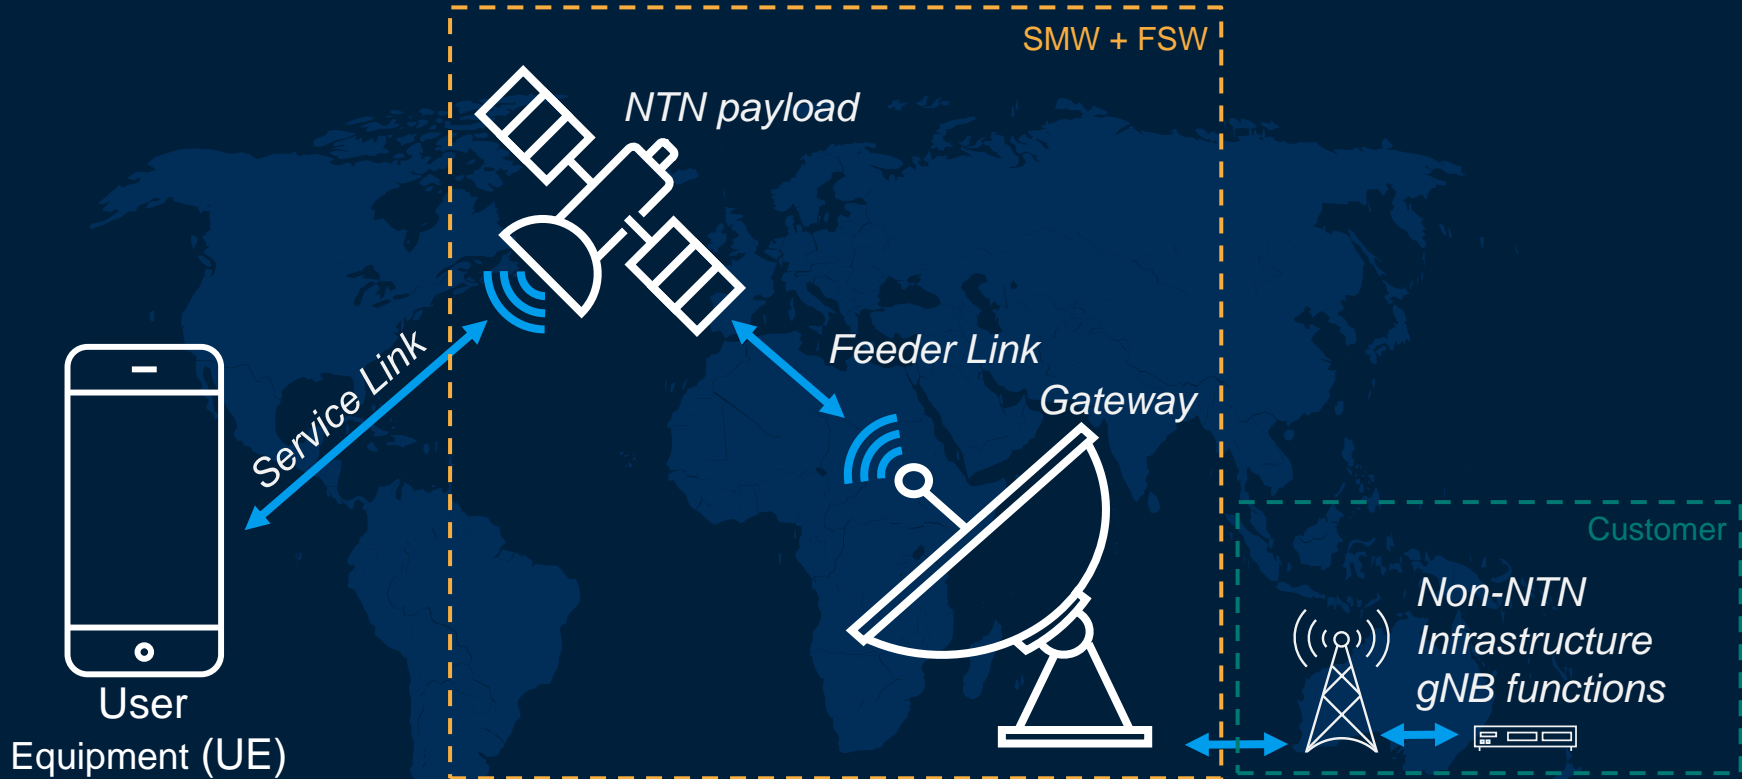 SMW + FSW
NTN payload
Service Link
Feeder Link
Gateway
User
Equipment (UE)
Customer
Non-NTN
Infrastructure
gNB functions